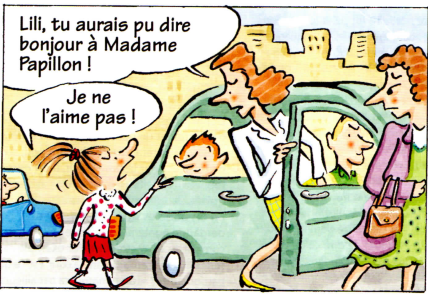 Lili, tu aurais pu dire
bonjour à Madame
Papillon !
Je ne
l'aime pas !